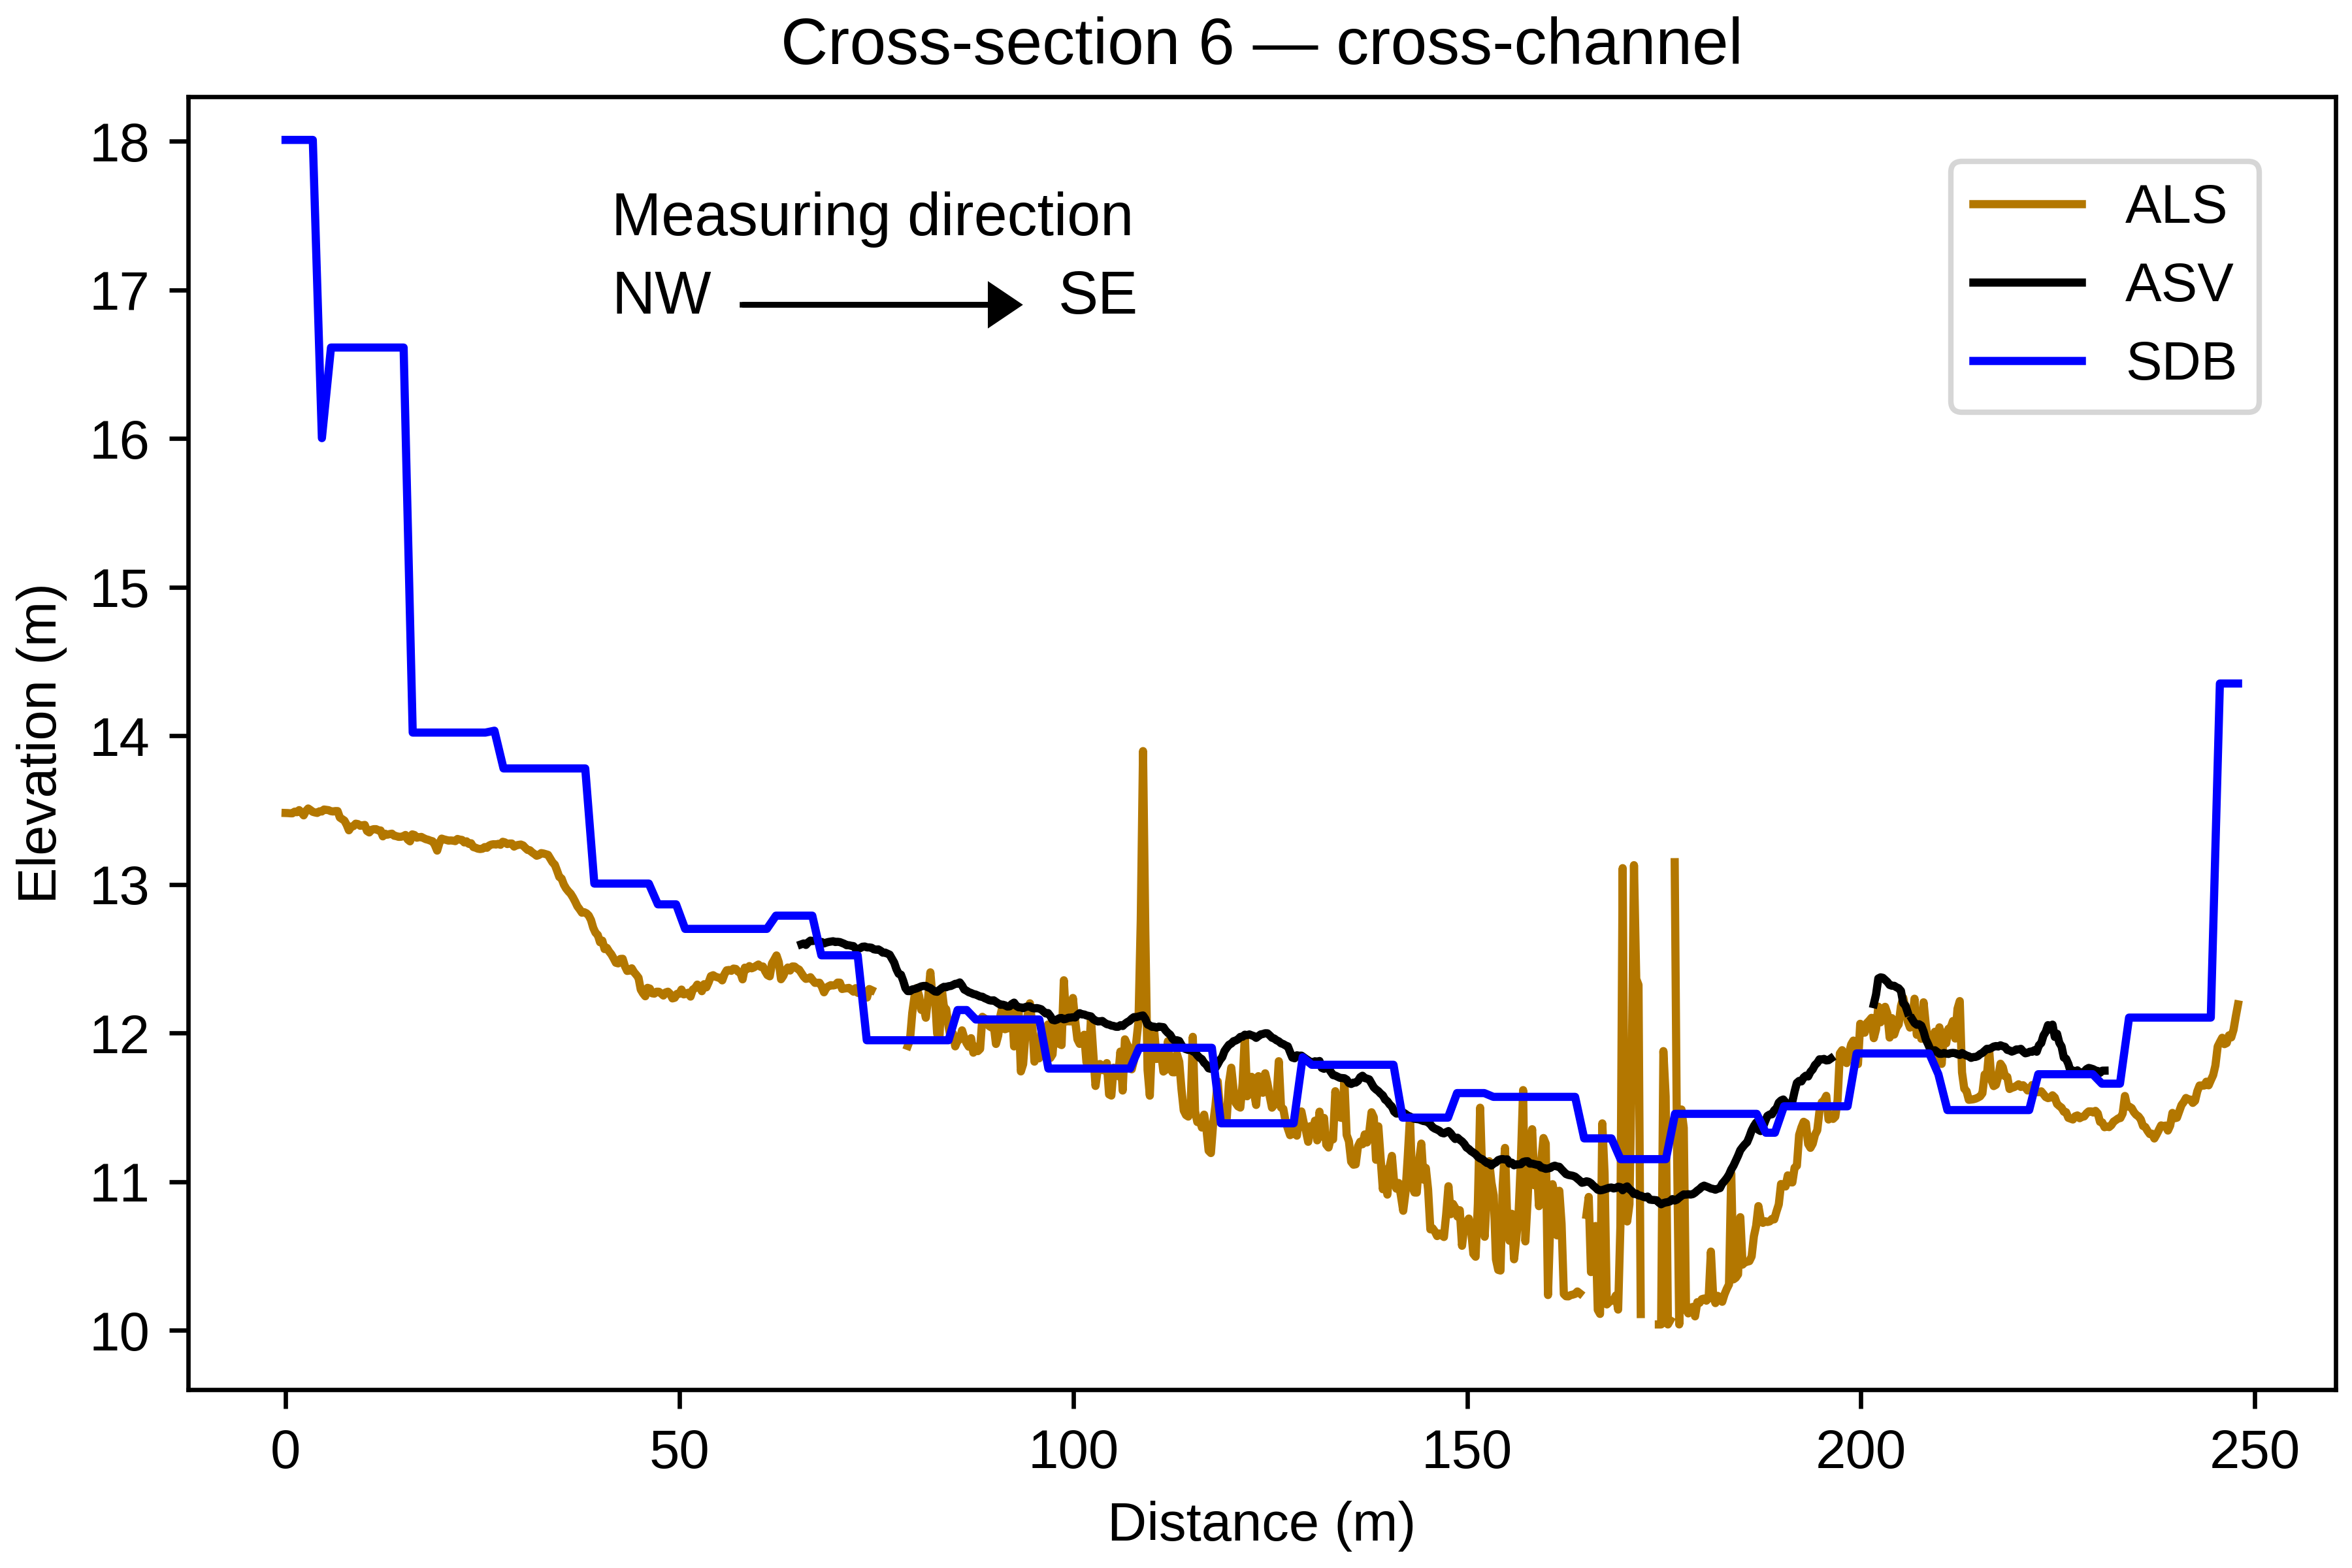 Cross-section 6 — cross-channel
Measuring direction
NW SE
ALS
ASV
SDB
Elevation (m)
18
17
16
15
14
13
12
11
10
0 50 100 150 200 250
Distance (m)